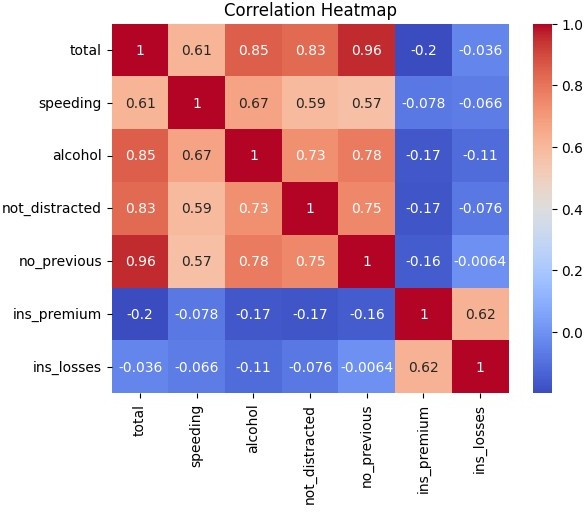 Correlation Heatmap
total 1 0.61 0.85 0.83 0.96 -0.2 -0.036
speeding 0.61 1 0.67 0.59 0.57 -0.078 -0.066
alcohol 0.85 0.67 1 0.73 0.78 -0.17 -0.11
not_distracted 0.83 0.59 0.73 1 0.75 -0.17 -0.076
no_previous 0.96 0.57 0.78 0.75 1 -0.16 -0.0064
ins_premium -0.2 -0.078 -0.17 -0.17 -0.16 1 0.62
ins_losses -0.036 -0.066 -0.11 -0.076 -0.0064 0.62 1
total
speeding
alcohol
not_distracted
no_previous
ins_premium
ins_losses
1.0
0.8
0.6
0.4
0.2
0.0